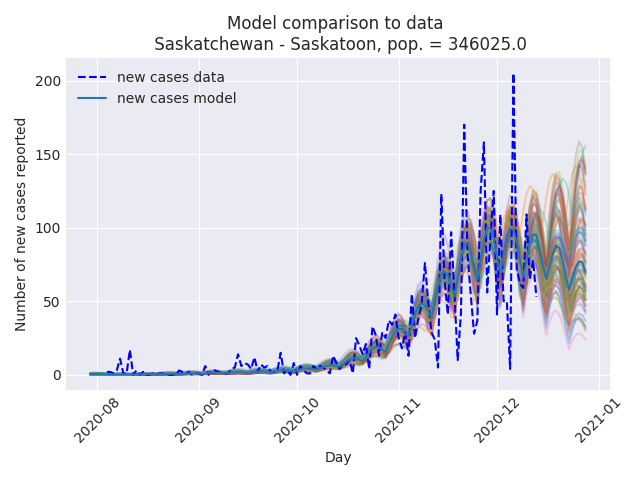 Model comparison to data
Saskatchewan - Saskatoon, pop. = 346025.0
new cases data
new cases model
Number of new cases reported
200
150
100
50
0
2020-08
2020-09
2020-10
2020-11
2020-12
2021-01
Day